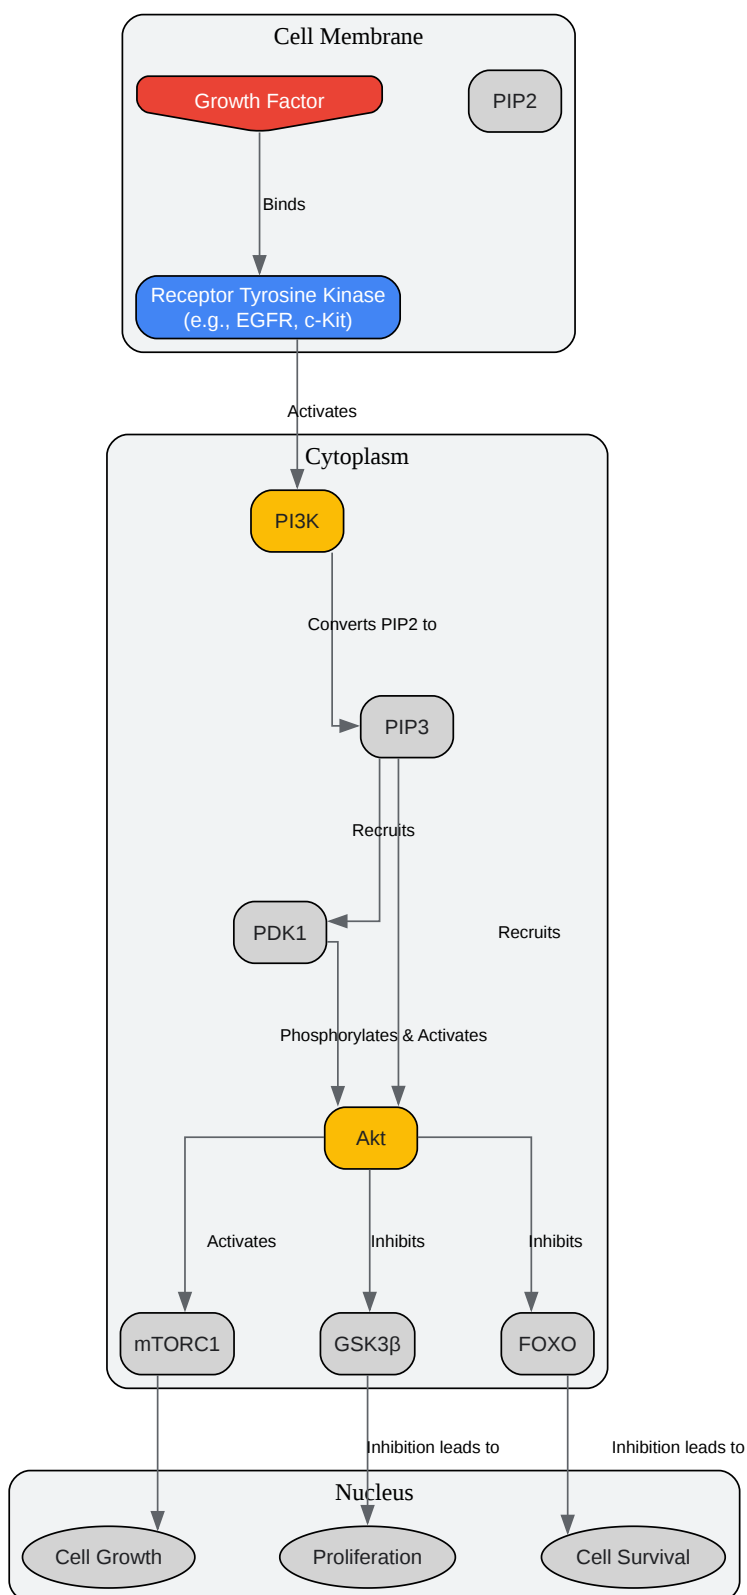 Cell Membrane
Growth Factor
PIP2
Binds
Receptor Tyrosine Kinase
(e.g., EGFR, c-Kit)
Activates
Cytoplasm
PI3K
Converts PIP2 to
PIP3
Recruits
PDK1
Recruits
Phosphorylates & Activates
Akt
Activates
Inhibits
Inhibits
mTORC1
GSK3β
FOXO
Inhibition leads to
Inhibition leads to
Nucleus
Cell Growth
Proliferation
Cell Survival